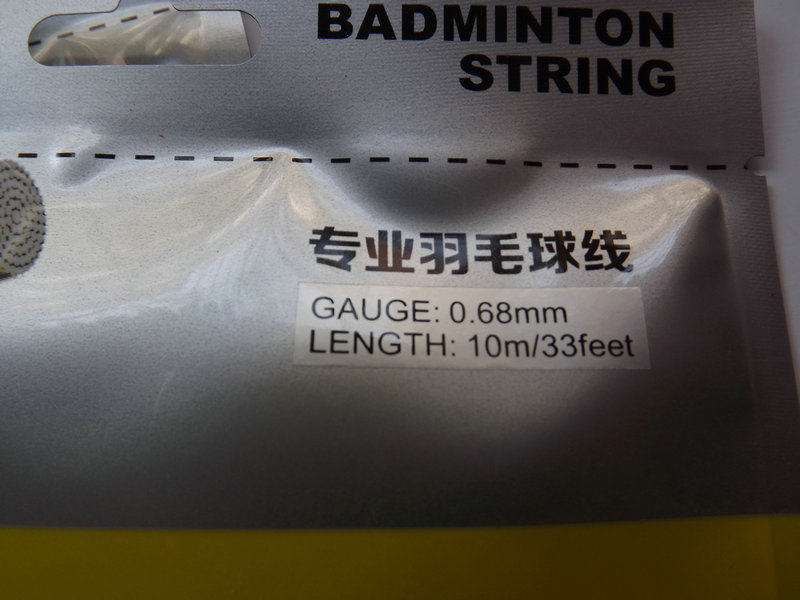 BADMINTON
STRING
专业羽毛球线
GAUGE: 0.68mm
LENGTH: 10m/33feet